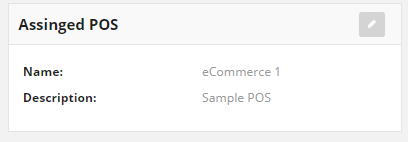 Assinged POS
Name: eCommerce 1
Description: Sample POS